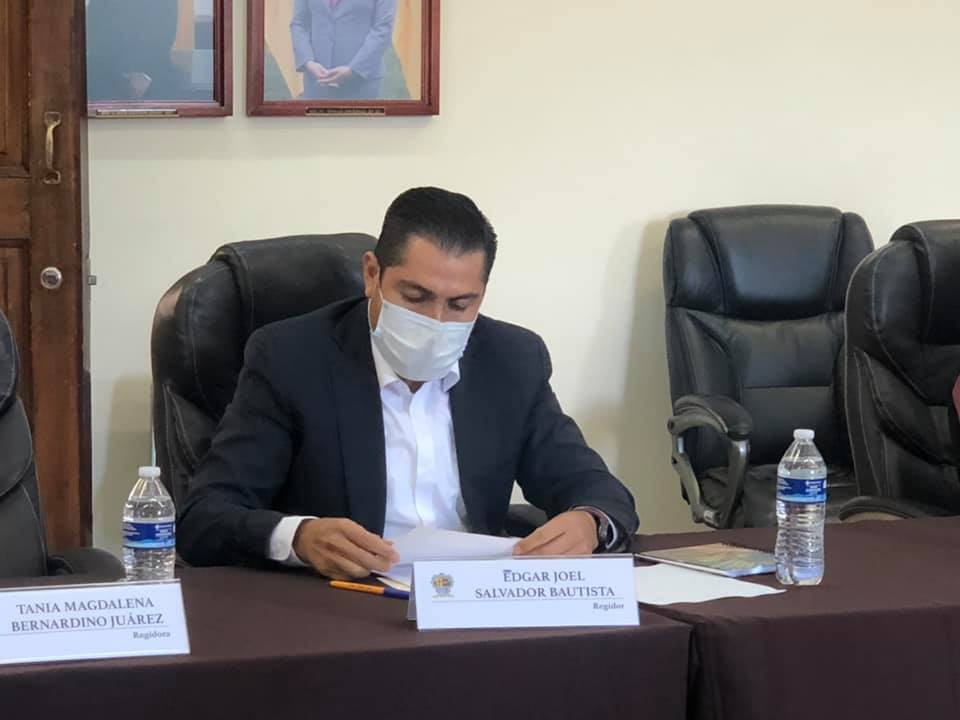 TANIA MAGDALENA
BERNARDINO JUÁREZ
Regidora
EDGAR JOEL
SALVADOR BAUTISTA
Regidor